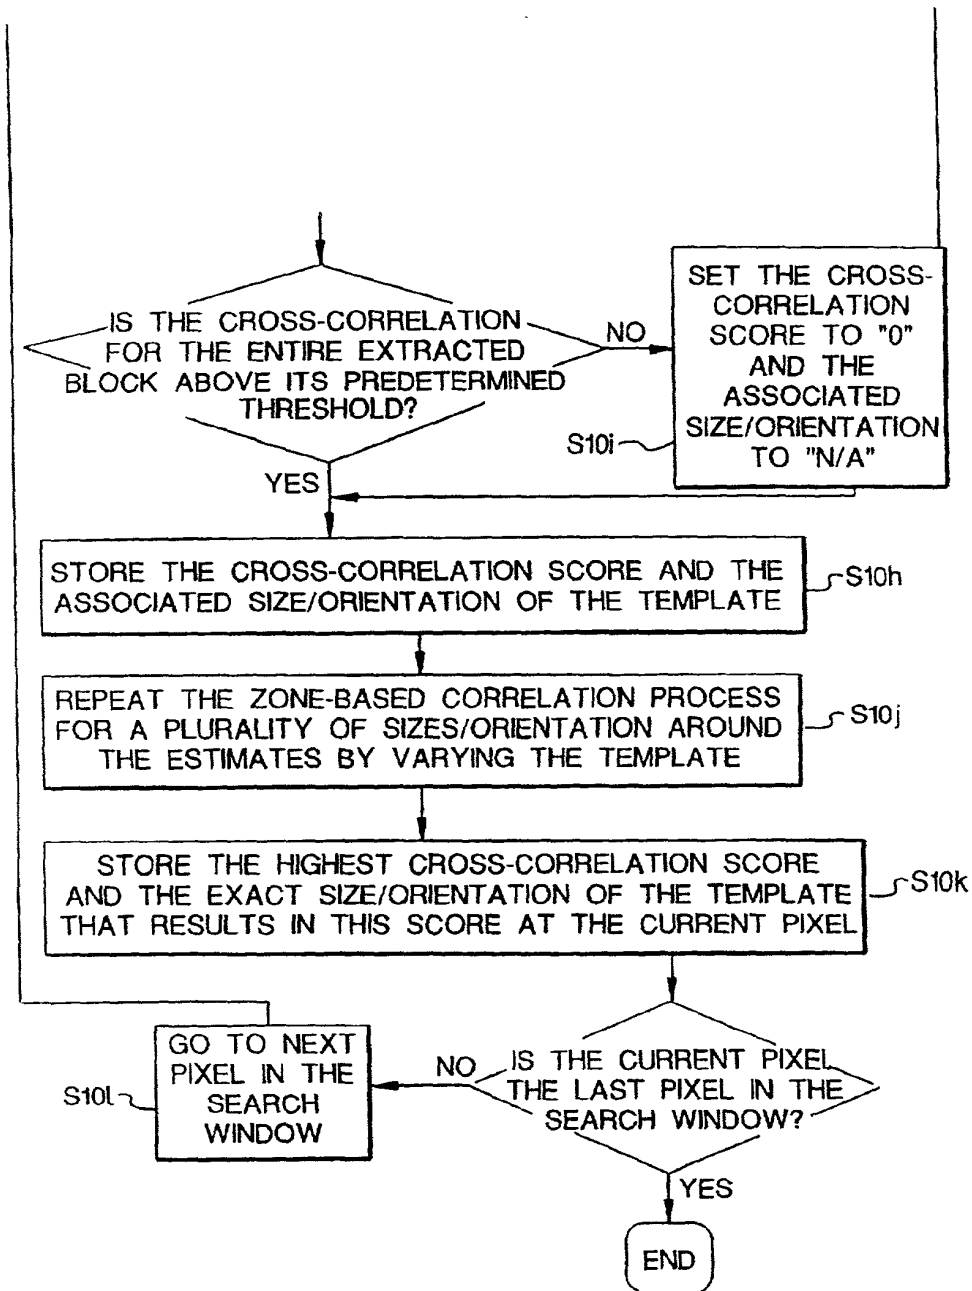 IS THE CROSS-CORRELATION
FOR THE ENTIRE EXTRACTED
BLOCK ABOVE ITS PREDETERMINED
THRESHOLD?
NO
SET THE CROSS-
CORRELATION
SCORE TO "0"
AND THE
ASSOCIATED
SIZE/ORIENTATION
TO "N/A"
S10i
YES
STORE THE CROSS-CORRELATION SCORE AND THE
ASSOCIATED SIZE/ORIENTATION OF THE TEMPLATE
S10h
REPEAT THE ZONE-BASED CORRELATION PROCESS
FOR A PLURALITY OF SIZES/ORIENTATION AROUND
THE ESTIMATES BY VARYING THE TEMPLATE
S10j
STORE THE HIGHEST CROSS-CORRELATION SCORE
AND THE EXACT SIZE/ORIENTATION OF THE TEMPLATE
THAT RESULTS IN THIS SCORE AT THE CURRENT PIXEL
S10k
IS THE CURRENT PIXEL
THE LAST PIXEL IN THE
SEARCH WINDOW?
NO
GO TO NEXT
PIXEL IN THE
SEARCH
WINDOW
S10l
YES
END